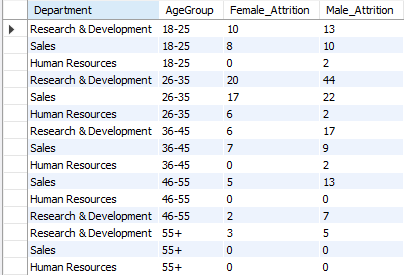 Department AgeGroup Female_Attrition Male_Attrition
Research & Development 18-25 10 13
Sales 18-25 8 10
Human Resources 18-25 0 2
Research & Development 26-35 20 44
Sales 26-35 17 22
Human Resources 26-35 6 2
Research & Development 36-45 6 17
Sales 36-45 7 9
Human Resources 36-45 0 2
Sales 46-55 5 13
Human Resources 46-55 0 0
Research & Development 46-55 2 7
Research & Development 55+ 3 5
Sales 55+ 0 0
Human Resources 55+ 0 0